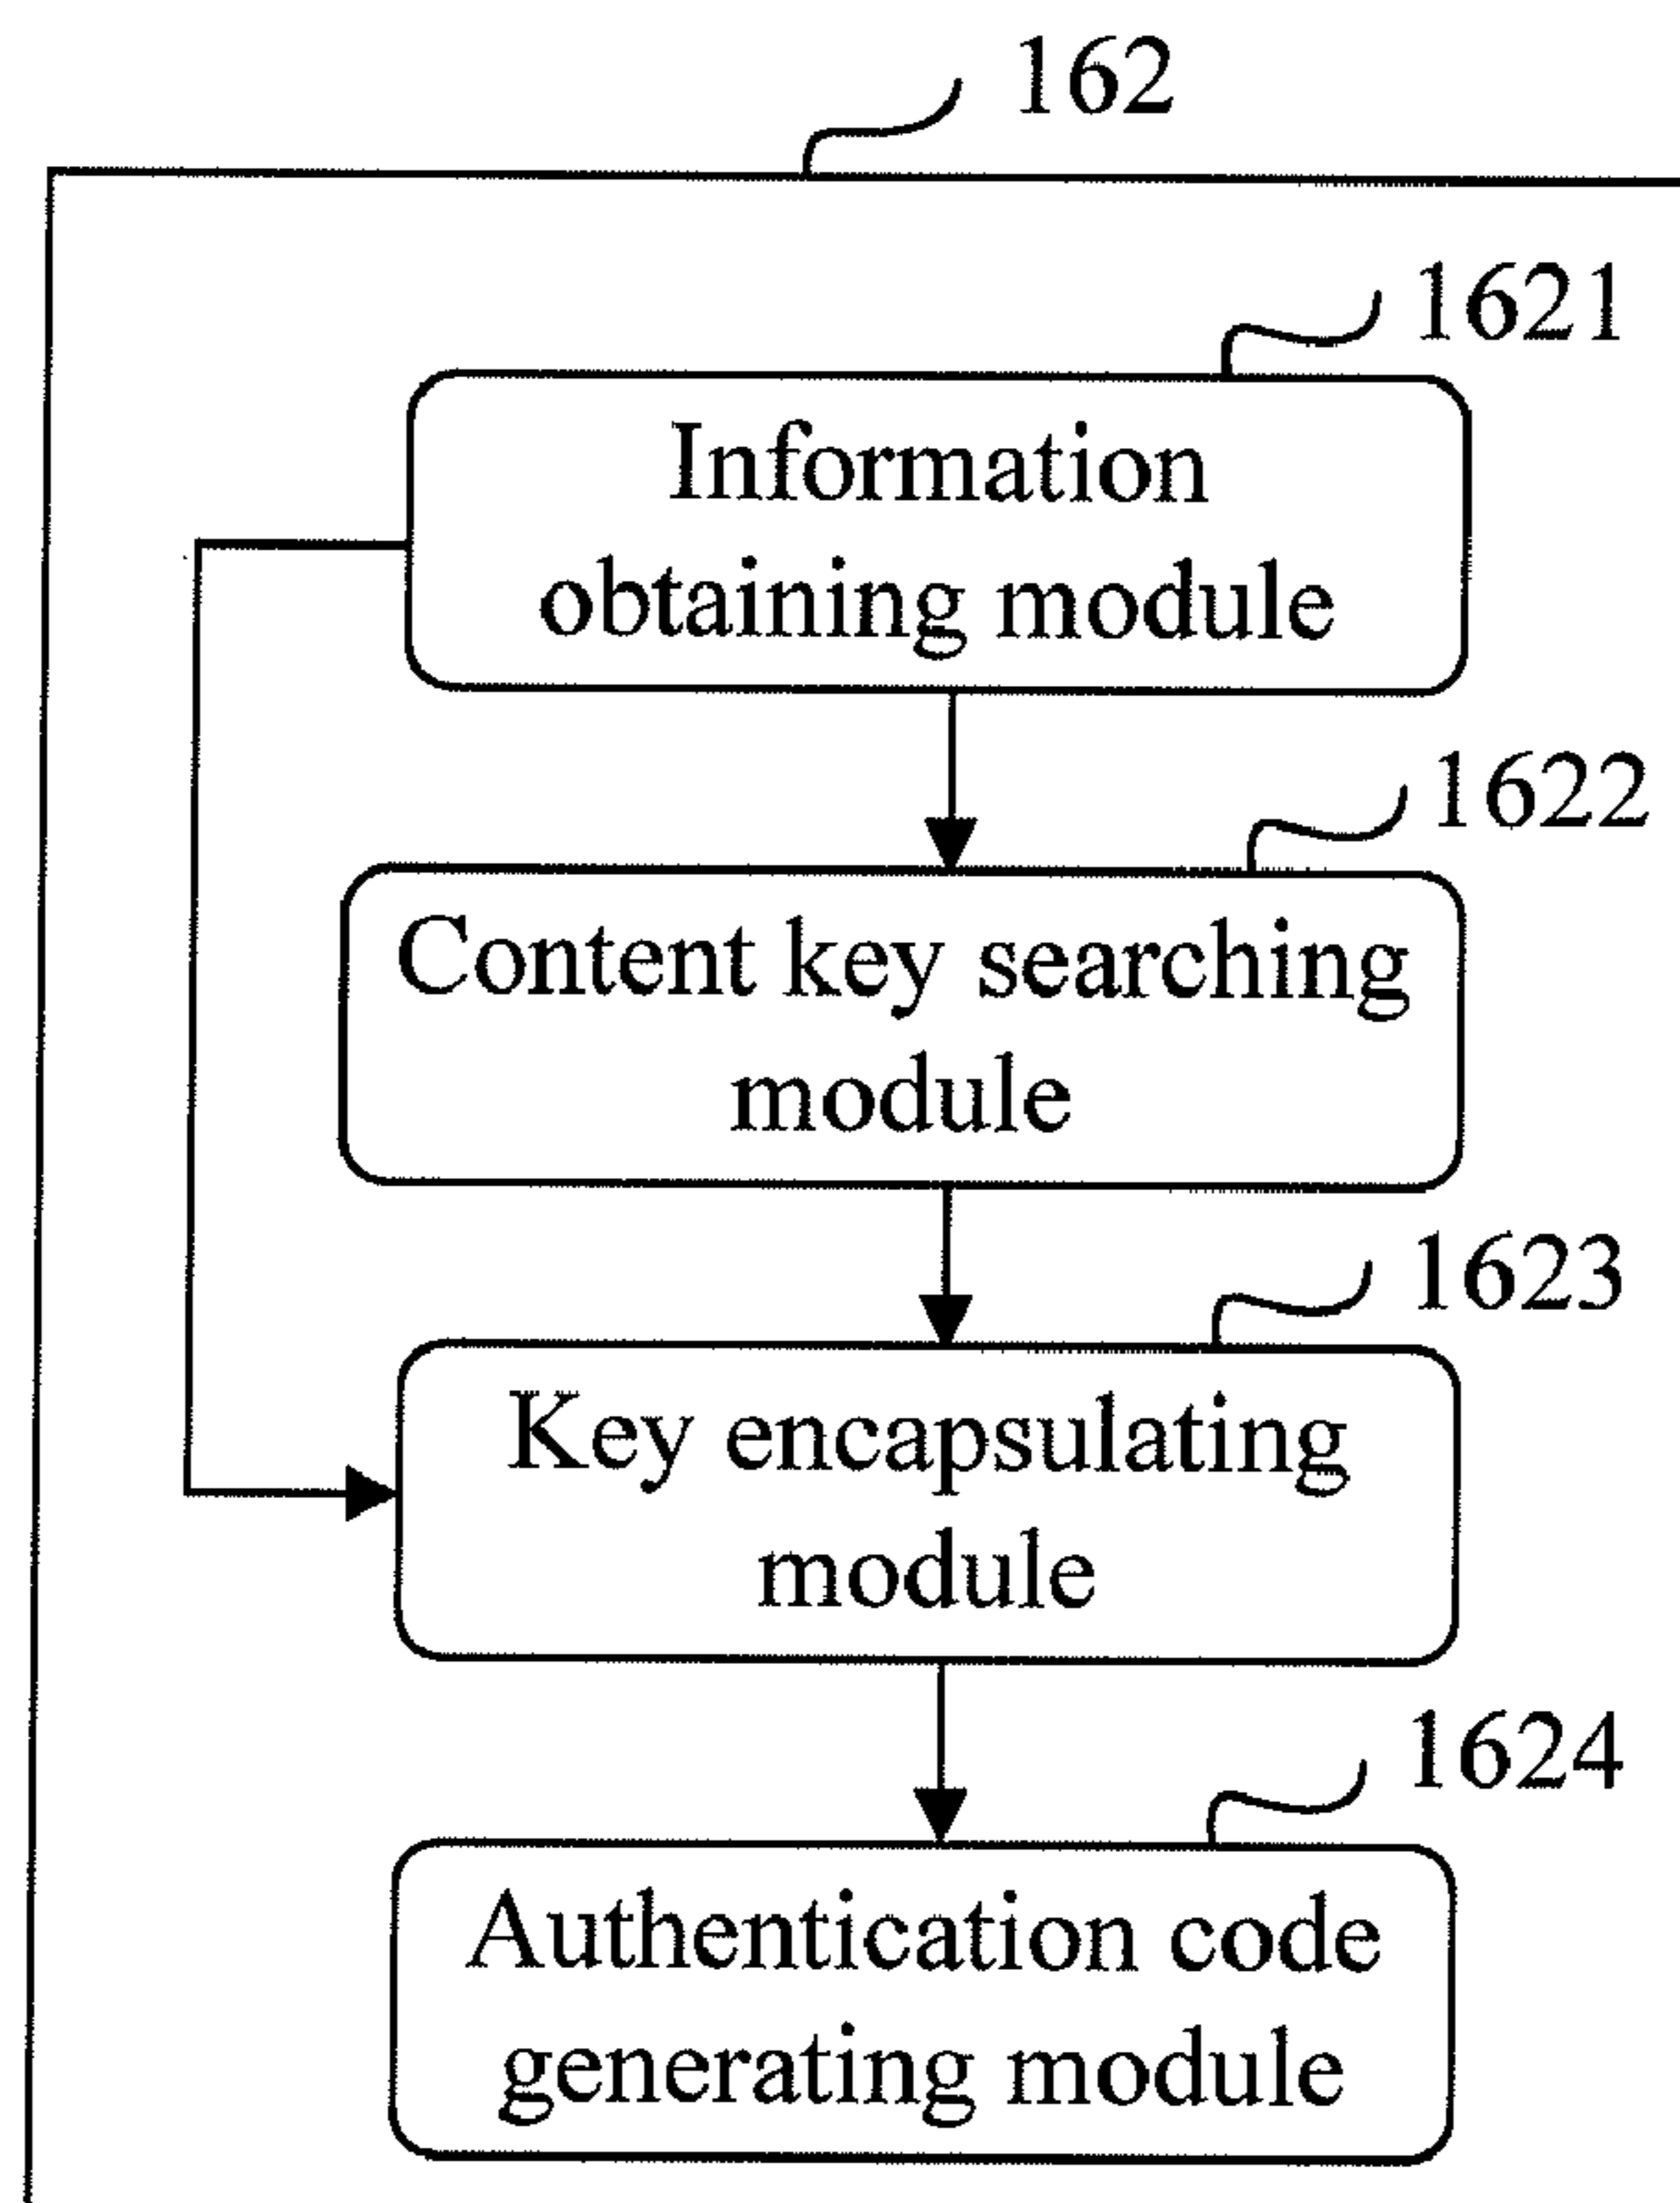 162
1621
Information
obtaining module
1622
Content key searching
module
1623
Key encapsulating
module
1624
Authentication code
generating module